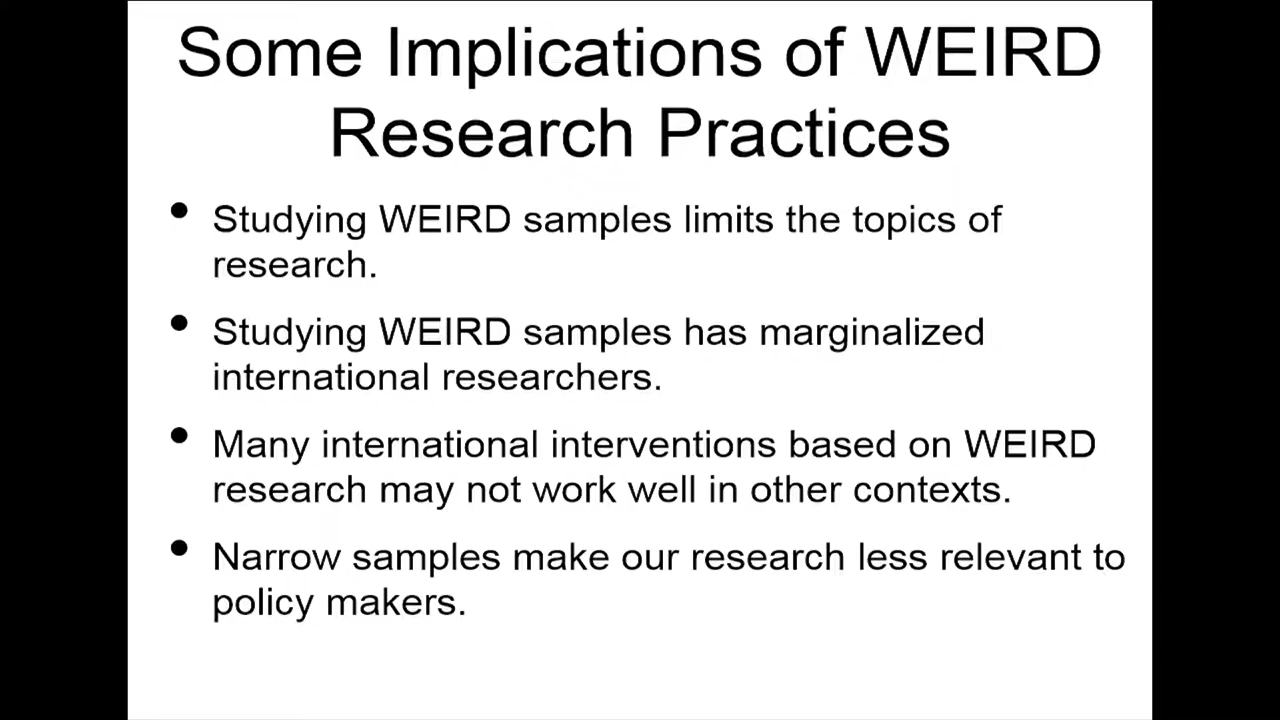 Some Implications of WEIRD
Research Practices
• Studying WEIRD samples limits the topics of
research.
• Studying WEIRD samples has marginalized
international researchers.
• Many international interventions based on WEIRD
research may not work well in other contexts.
• Narrow samples make our research less relevant to
policy makers.